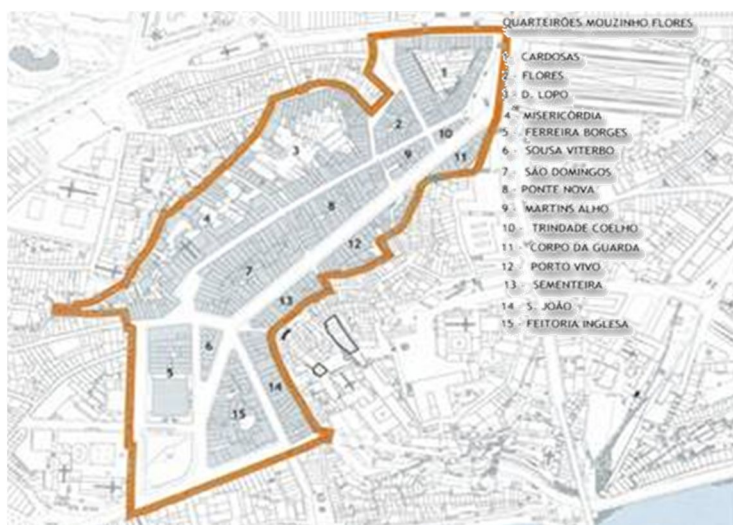 QUARTEIRÕES MOUZINHO FLORES
CARDOSAS
2 - FLORES
3 - D. LOPO
4 - MISERICÓRDIA
5 - FERREIRA BORGES
6 - SOUSA VITERBO
7 - SÃO DOMINGOS
8 - PONTE NOVA
9 - MARTINS ALHO
10 - TRINDADE COELHO
11 - CORPO DA GUARDA
12 - PORTO VIVO
13 - SEMENTEIRA
14 - S. JOÃO
15 - FEITORIA INGLESA
1
2
10
3
9
11
4
8
12
7
13
6
5
14
15